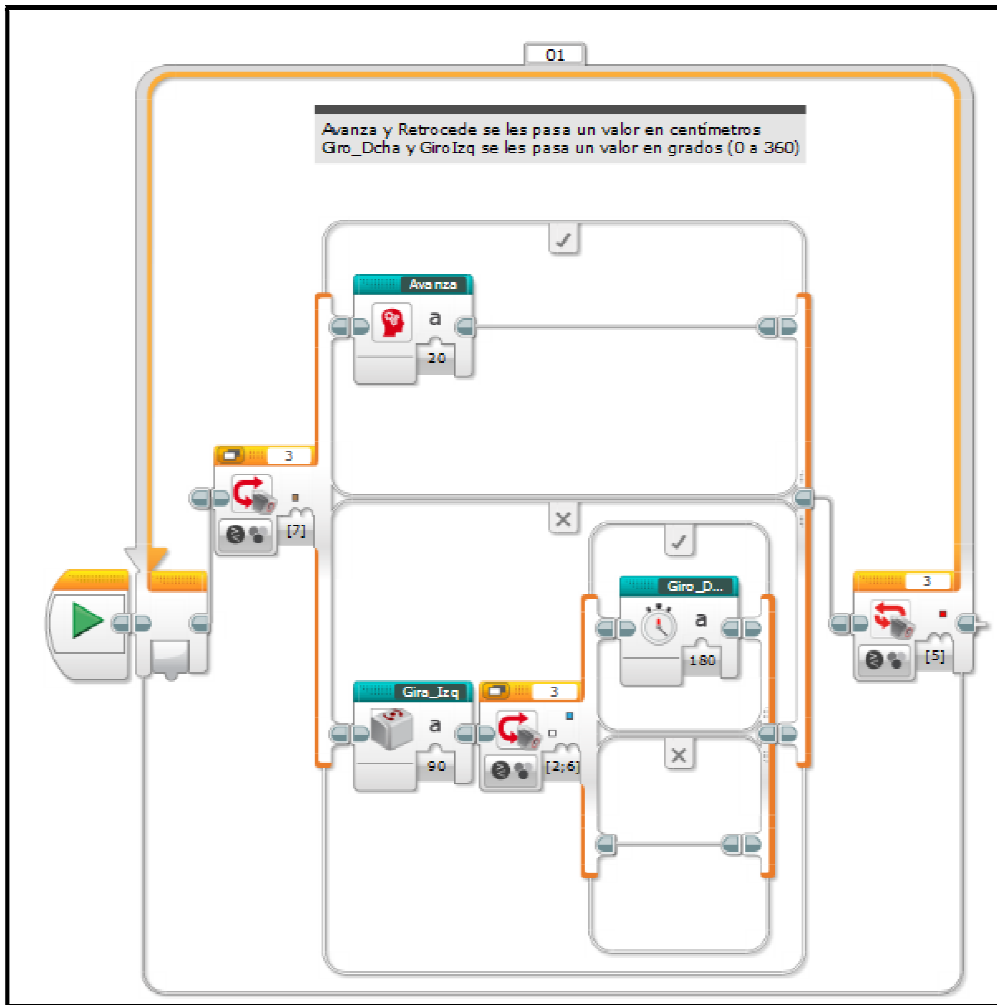 01
Avanza y Retrocede se les pasa un valor en centímetros
Giro_Dcha y GiroIzq se les pasa un valor en grados (0 a 360)
Avanza
a
20
3
[7]
Giro_D...
a
180
3
[5]
Gira_Izq
a
90
3
[2;6]